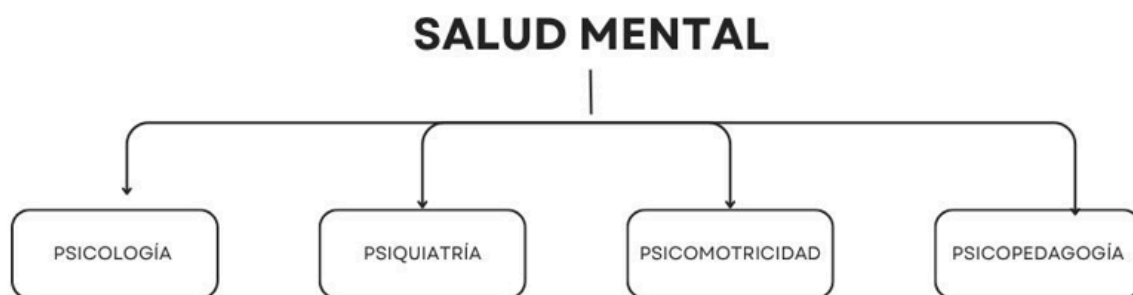 SALUD MENTAL
PSICOLOGÍA
PSIQUIATRÍA
PSICOMOTRICIDAD
PSICOPEDAGOGÍA